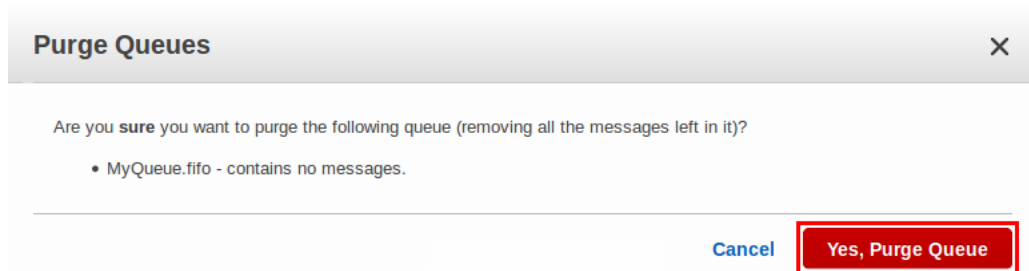 Purge Queues
Are you sure you want to purge the following queue (removing all the messages left in it)?
• MyQueue.fifo - contains no messages.
Cancel Yes, Purge Queue